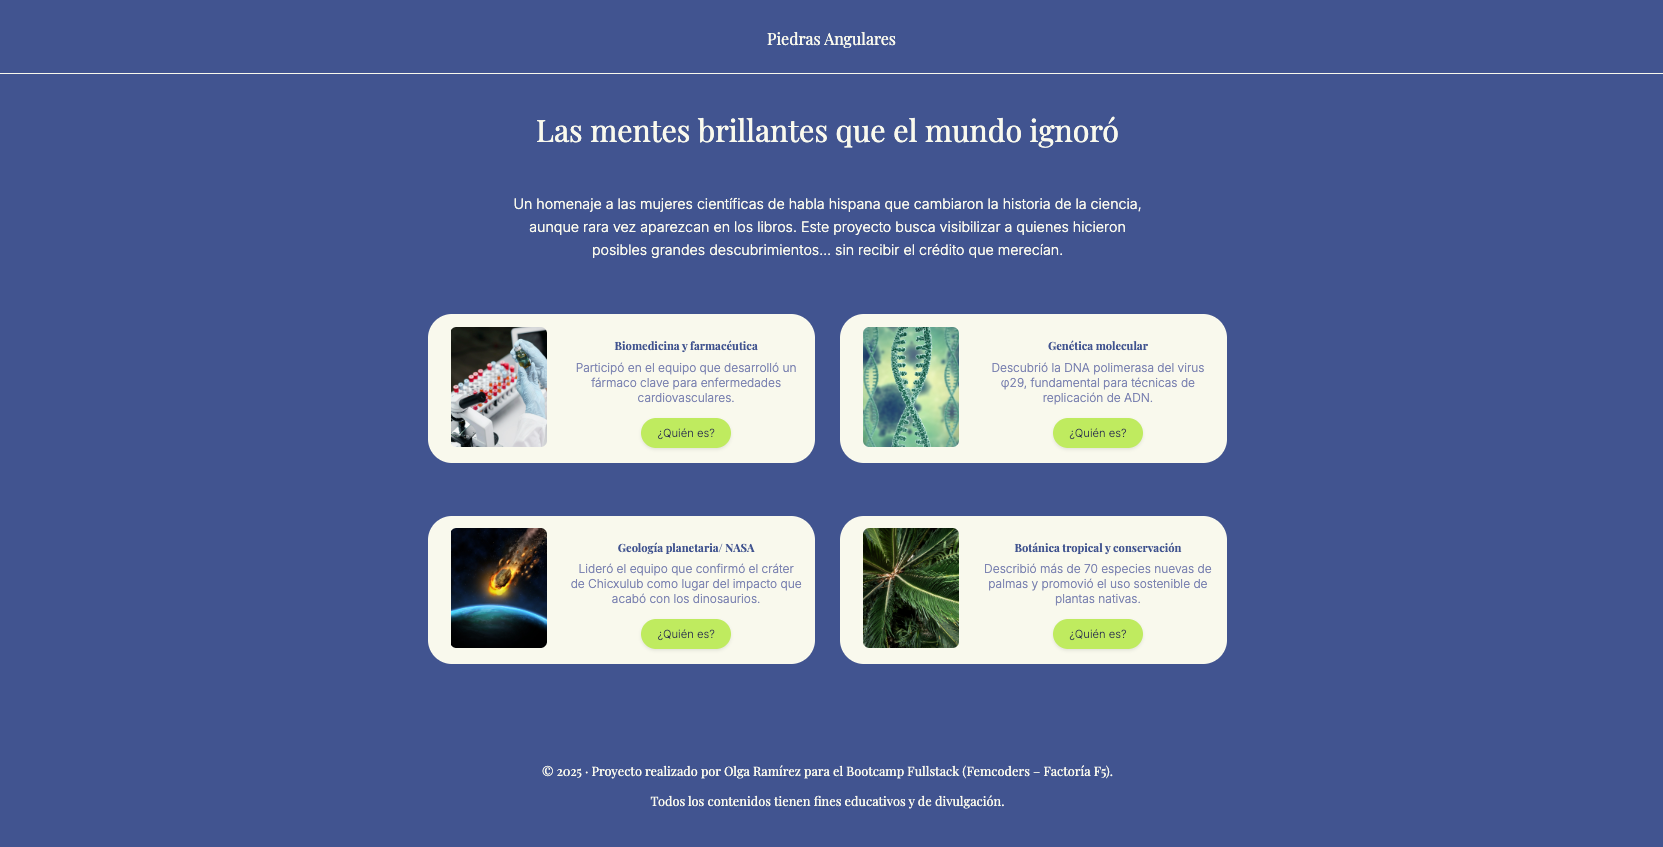 Piedras Angulares
Las mentes brillantes que el mundo ignoró
Un homenaje a las mujeres científicas de habla hispana que cambiaron la historia de la ciencia,
aunque rara vez aparezcan en los libros. Este proyecto busca visibilizar a quienes hicieron
posibles grandes descubrimientos... sin recibir el crédito que merecían.
Biomedicina y farmacéutica
Participó en el equipo que desarrolló un
fármaco clave para enfermedades
cardiovasculares.
¿Quién es?
Genética molecular
Descubrió la DNA polimerasa del virus
φ29, fundamental para técnicas de
replicación de ADN.
¿Quién es?
Geología planetaria/ NASA
Lideró el equipo que confirmó el cráter
de Chicxulub como lugar del impacto que
acabó con los dinosaurios.
¿Quién es?
Botánica tropical y conservación
Describió más de 70 especies nuevas de
palmas y promovió el uso sostenible de
plantas nativas.
¿Quién es?
© 2025 · Proyecto realizado por Olga Ramírez para el Bootcamp Fullstack (Femcoders – Factoría F5).
Todos los contenidos tienen fines educativos y de divulgación.